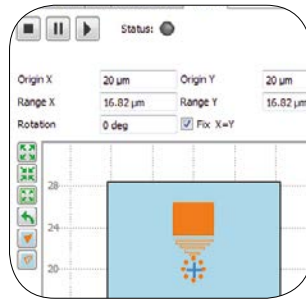 Status:
Origin X 20 µm Origin Y 20 µm
Range X 16.82 µm Range Y 16.82 µm
Rotation 0 deg Fix X=Y
28
24
20